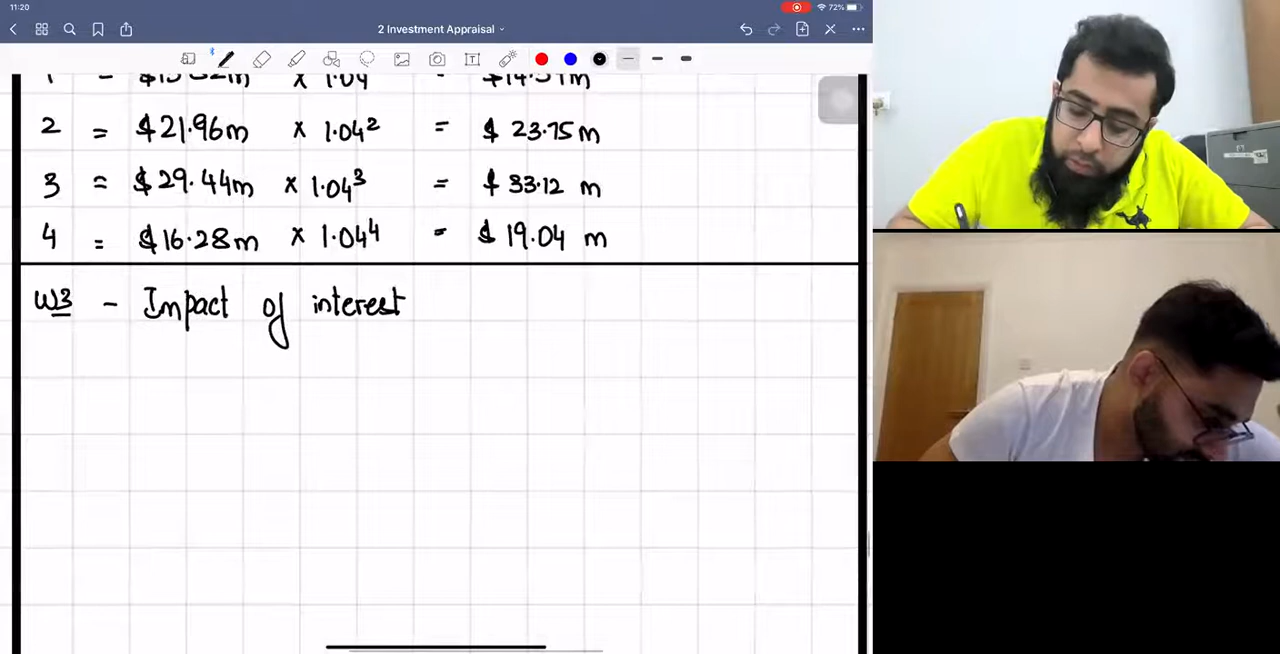 11:20
72%
2 Investment Appraisal
2 = $21.96m × 1.04² = $ 23.75 m
3 = $29.44m × 1.04³ = $ 33.12 m
4 = $16.28m × 1.04⁴ = $ 19.04 m
W3 - Impact of interest